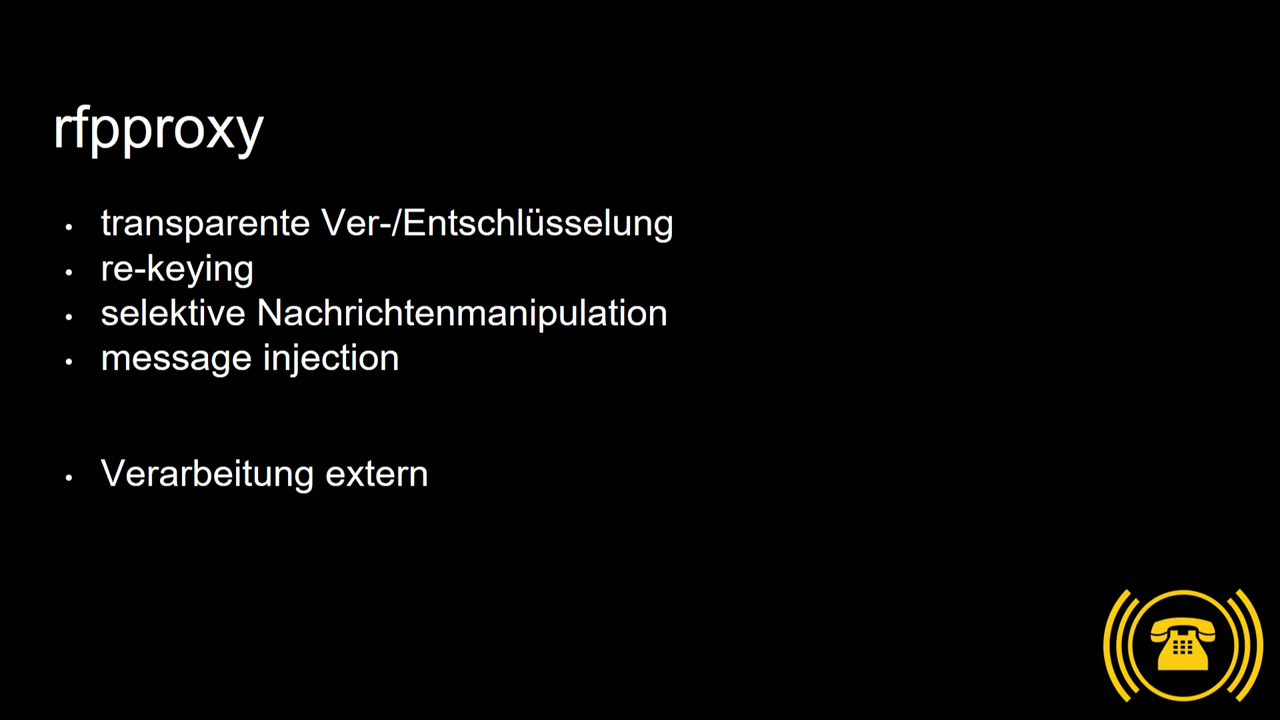 rfpproxy
• transparente Ver-/Entschlüsselung
• re-keying
• selektive Nachrichtenmanipulation
• message injection
• Verarbeitung extern